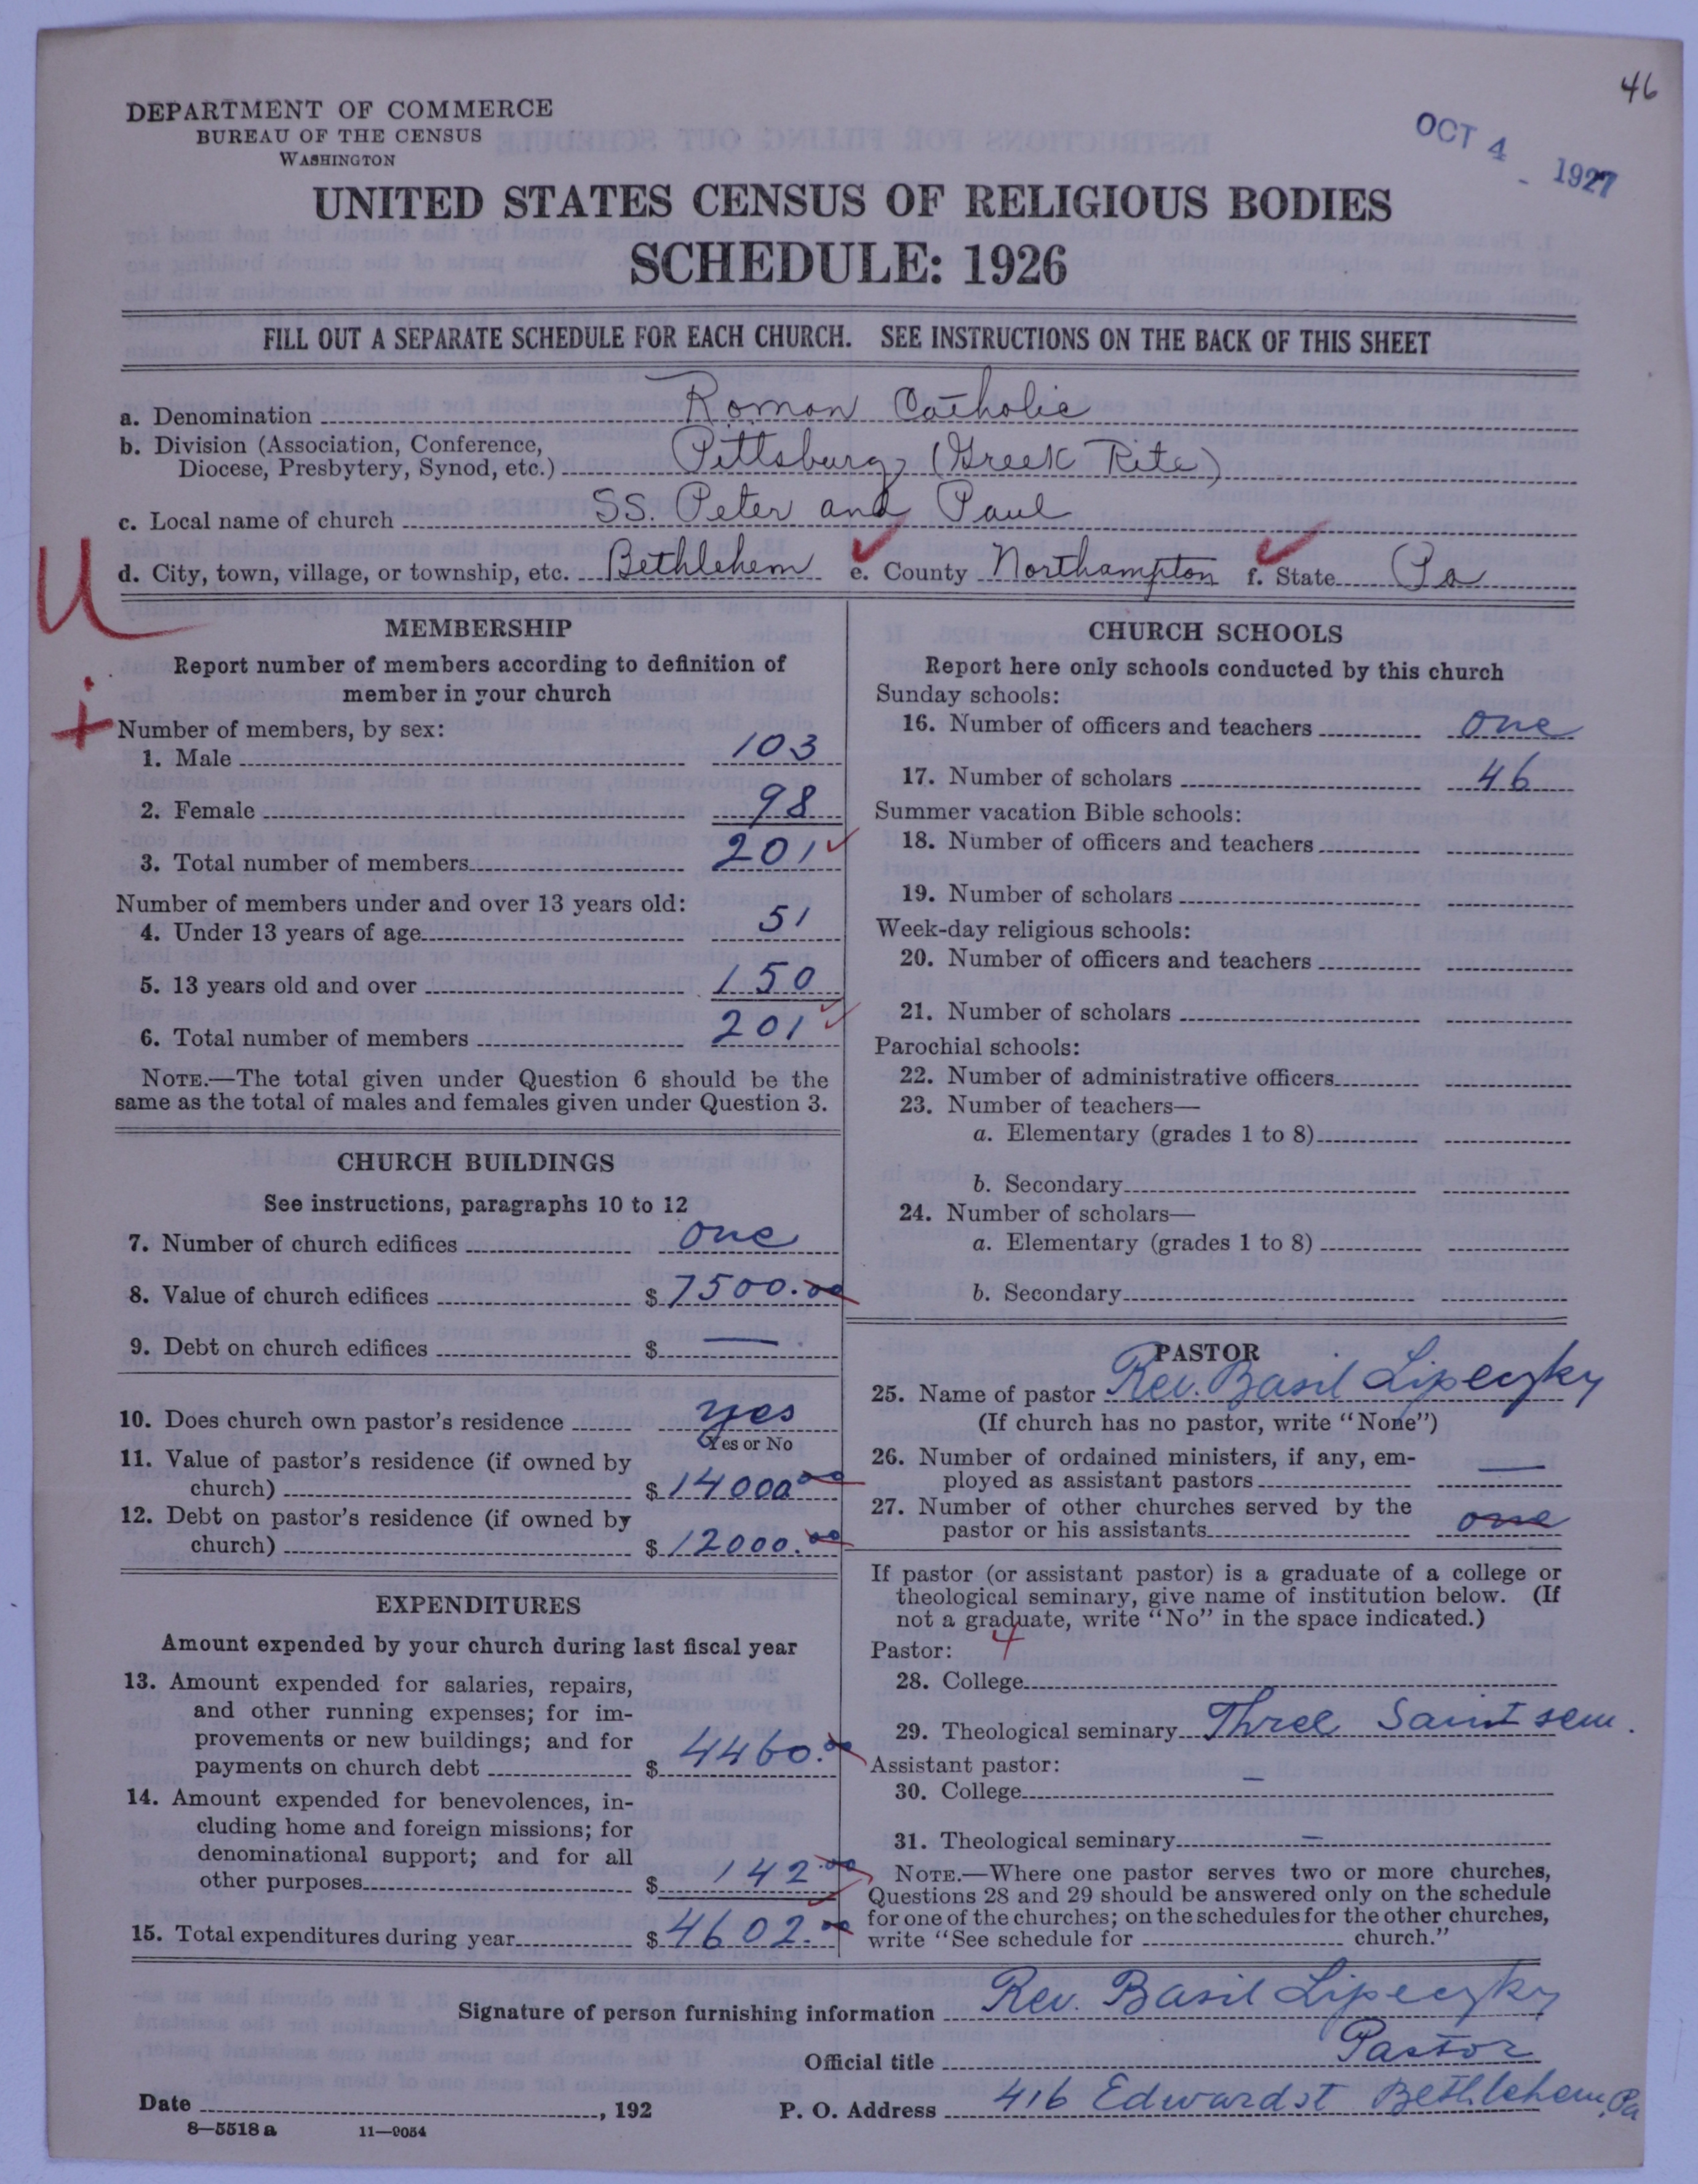 46
OCT 4 1927
DEPARTMENT OF COMMERCE
BUREAU OF THE CENSUS
WASHINGTON
UNITED STATES CENSUS OF RELIGIOUS BODIES
SCHEDULE: 1926
FILL OUT A SEPARATE SCHEDULE FOR EACH CHURCH. SEE INSTRUCTIONS ON THE BACK OF THIS SHEET
a. Denomination Roman Catholic
b. Division (Association, Conference,
Diocese, Presbytery, Synod, etc.) Pittsburg (Greek Rite)
c. Local name of church SS. Peter and Paul
d. City, town, village, or township, etc. Bethlehem e. County Northampton f. State Pa
U
MEMBERSHIP
Report number of members according to definition of
member in your church
Number of members, by sex:
1. Male 103
2. Female 98
3. Total number of members 201
Number of members under and over 13 years old:
4. Under 13 years of age 51
5. 13 years old and over 150
6. Total number of members 201
NOTE.—The total given under Question 6 should be the
same as the total of males and females given under Question 3.
CHURCH BUILDINGS
See instructions, paragraphs 10 to 12
7. Number of church edifices one
8. Value of church edifices $ 7500.00
9. Debt on church edifices $ —
10. Does church own pastor's residence yes
Yes or No
11. Value of pastor's residence (if owned by
church) $ 14000 00
12. Debt on pastor's residence (if owned by
church) $ 12000.00
EXPENDITURES
Amount expended by your church during last fiscal year
13. Amount expended for salaries, repairs,
and other running expenses; for im-
provements or new buildings; and for
payments on church debt $ 4460.00
14. Amount expended for benevolences, in-
cluding home and foreign missions; for
denominational support; and for all
other purposes $ 142.00
15. Total expenditures during year $ 4602.00
CHURCH SCHOOLS
Report here only schools conducted by this church
Sunday schools:
16. Number of officers and teachers one
17. Number of scholars 46
Summer vacation Bible schools:
18. Number of officers and teachers
19. Number of scholars
Week-day religious schools:
20. Number of officers and teachers
21. Number of scholars
Parochial schools:
22. Number of administrative officers
23. Number of teachers—
a. Elementary (grades 1 to 8)
b. Secondary
24. Number of scholars—
a. Elementary (grades 1 to 8)
b. Secondary
PASTOR
25. Name of pastor Rev. Basil Lipeczky
(If church has no pastor, write "None")
26. Number of ordained ministers, if any, em-
ployed as assistant pastors —
27. Number of other churches served by the
pastor or his assistants one
If pastor (or assistant pastor) is a graduate of a college or
theological seminary, give name of institution below. (If
not a graduate, write "No" in the space indicated.)
Pastor: 4
28. College
29. Theological seminary Three Saint sem.
Assistant pastor:
30. College —
31. Theological seminary —
NOTE.—Where one pastor serves two or more churches,
Questions 28 and 29 should be answered only on the schedule
for one of the churches; on the schedules for the other churches,
write "See schedule for church."
Signature of person furnishing information Rev. Basil Lipeczky
Official title Pastor
Date , 192 P. O. Address 416 Edward st Bethlehem, Pa
8—5518 a 11—9054